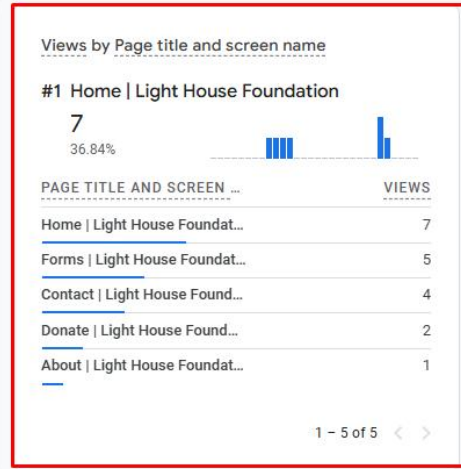 Views by Page title and screen name
#1 Home | Light House Foundation
7
36.84%
PAGE TITLE AND SCREEN … VIEWS
Home | Light House Foundat… 7
Forms | Light House Foundat… 5
Contact | Light House Found… 4
Donate | Light House Found… 2
About | Light House Foundat… 1
1 – 5 of 5